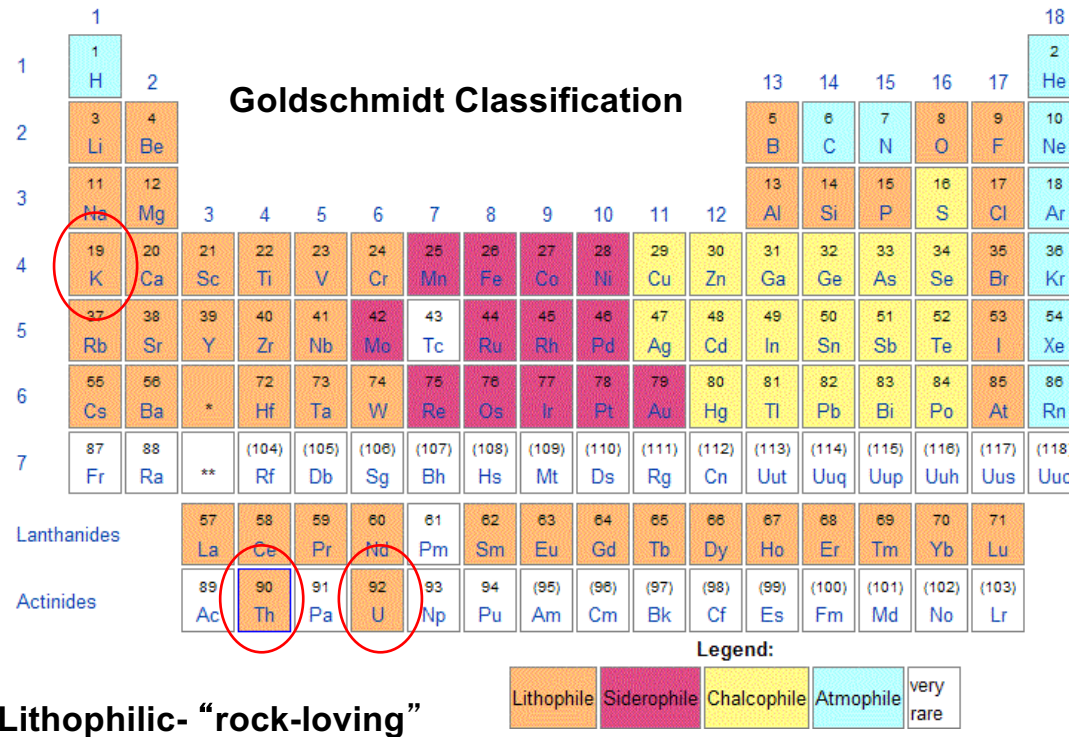 1 18
1 2
1 H 2 He
Goldschmidt Classification 13 14 15 16 17
3 4 5 6 7 8 9 10
2 Li Be B C N O F Ne
11 12 13 14 15 16 17 18
3 Na Mg 3 4 5 6 7 8 9 10 11 12 Al Si P S Cl Ar
19 20 21 22 23 24 25 26 27 28 29 30 31 32 33 34 35 36
4 K Ca Sc Ti V Cr Mn Fe Co Ni Cu Zn Ga Ge As Se Br Kr
37 38 39 40 41 42 43 44 45 46 47 48 49 50 51 52 53 54
5 Rb Sr Y Zr Nb Mo Tc Ru Rh Pd Ag Cd In Sn Sb Te I Xe
55 56 72 73 74 75 76 77 78 79 80 81 82 83 84 85 86
6 Cs Ba * Hf Ta W Re Os Ir Pt Au Hg Tl Pb Bi Po At Rn
87 88 (104) (105) (106) (107) (108) (109) (110) (111) (112) (113) (114) (115) (116) (117) (118
7 Fr Ra ** Rf Db Sg Bh Hs Mt Ds Rg Cn Uut Uuq Uup Uuh Uus Uuo
57 58 59 60 61 62 63 64 65 66 67 68 69 70 71
Lanthanides La Ce Pr Nd Pm Sm Eu Gd Tb Dy Ho Er Tm Yb Lu
89 90 91 92 93 94 (95) (96) (97) (98) (99) (100) (101) (102) (103)
Actinides Ac Th Pa U Np Pu Am Cm Bk Cf Es Fm Md No Lr
Legend:
Lithophile Siderophile Chalcophile Atmophile very rare
Lithophilic- “rock-loving”